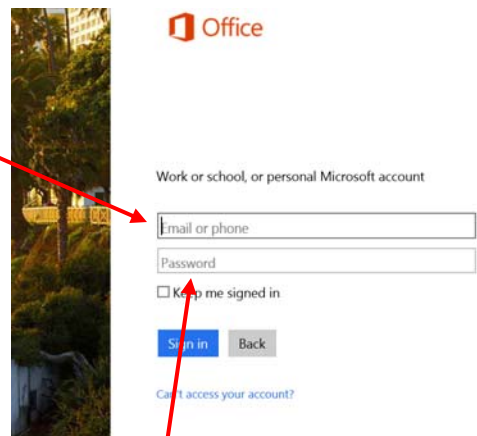 Office
Work or school, or personal Microsoft account
Email or phone
Password
Keep me signed in
Sign in Back
Can't access your account?